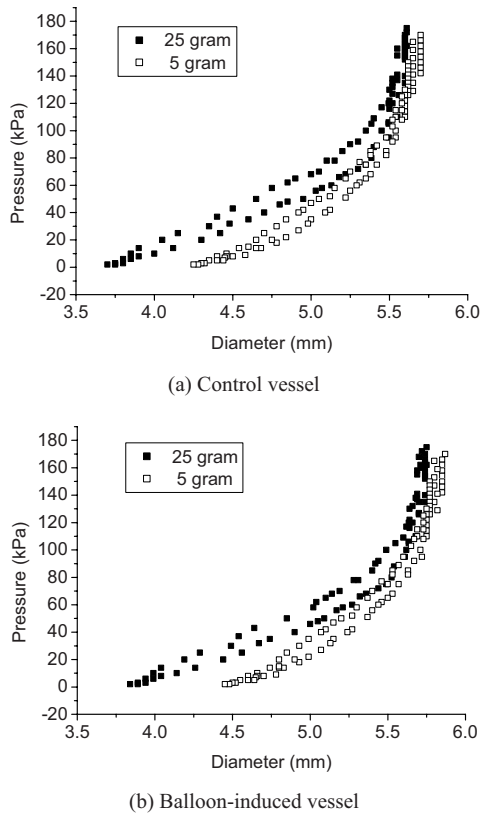 180
160
140
120
100
80
60
40
20
0
-20
Pressure (kPa)
25 gram
5 gram
3.5 4.0 4.5 5.0 5.5 6.0
Diameter (mm)
(a) Control vessel
180
160
140
120
100
80
60
40
20
0
-20
Pressure (kPa)
25 gram
5 gram
3.5 4.0 4.5 5.0 5.5 6.0
Diameter (mm)
(b) Balloon-induced vessel